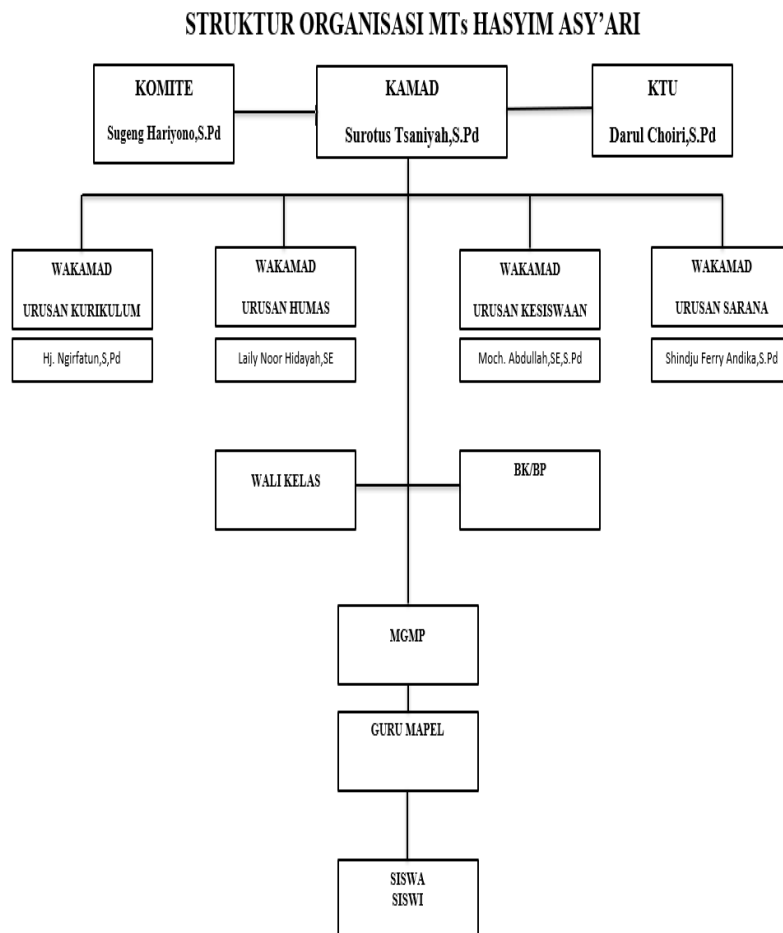 STRUKTUR ORGANISASI MTs HASYIM ASY'ARI
KOMITE
Sugeng Hariyono,S.Pd
KAMAD
Surotus Tsaniyah,S.Pd
KTU
Darul Choiri,S.Pd
WAKAMAD
URUSAN KURIKULUM
Hj. Ngirfatun,S,Pd
WAKAMAD
URUSAN HUMAS
Laily Noor Hidayah,SE
WAKAMAD
URUSAN KESISWAAN
Moch. Abdullah,SE,S.Pd
WAKAMAD
URUSAN SARANA
Shindju Ferry Andika,S.Pd
WALI KELAS
BK/BP
MGMP
GURU MAPEL
SISWA
SISWI